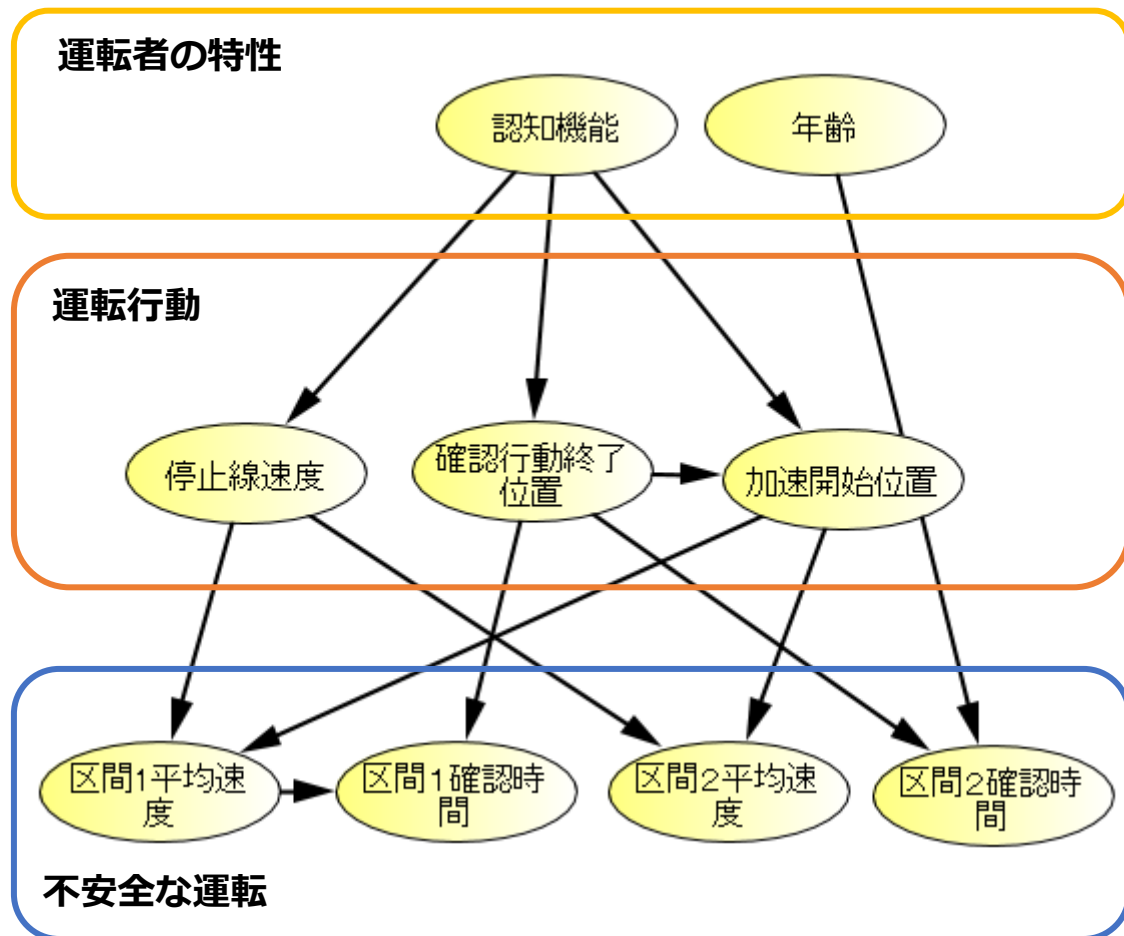 運転者の特性
認知機能
年齢
運転行動
停止線速度
確認行動終了
位置
加速開始位置
区間1平均速
度
区間1確認時
間
区間2平均速
度
区間2確認時
間
不安全な運転